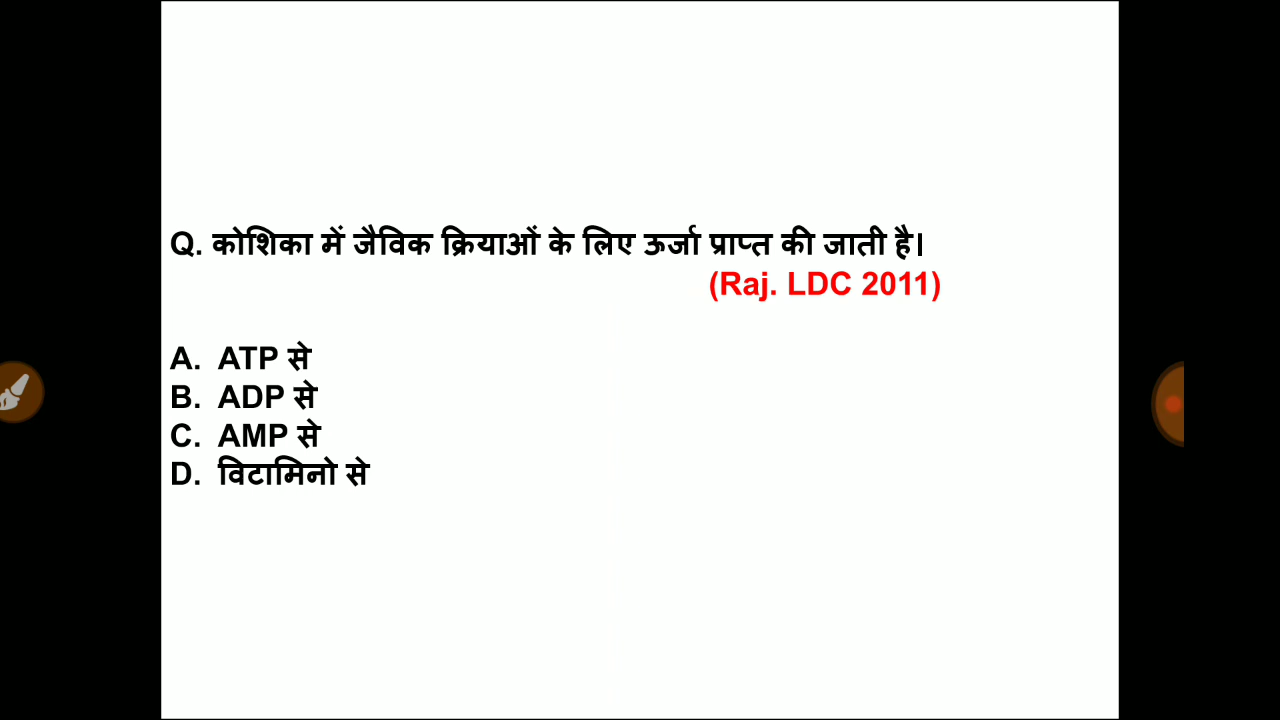 Q. कोशिका में जैविक क्रियाओं के लिए ऊर्जा प्राप्त की जाती है।
(Raj. LDC 2011)
A. ATP से
B. ADP से
C. AMP से
D. विटामिनो से